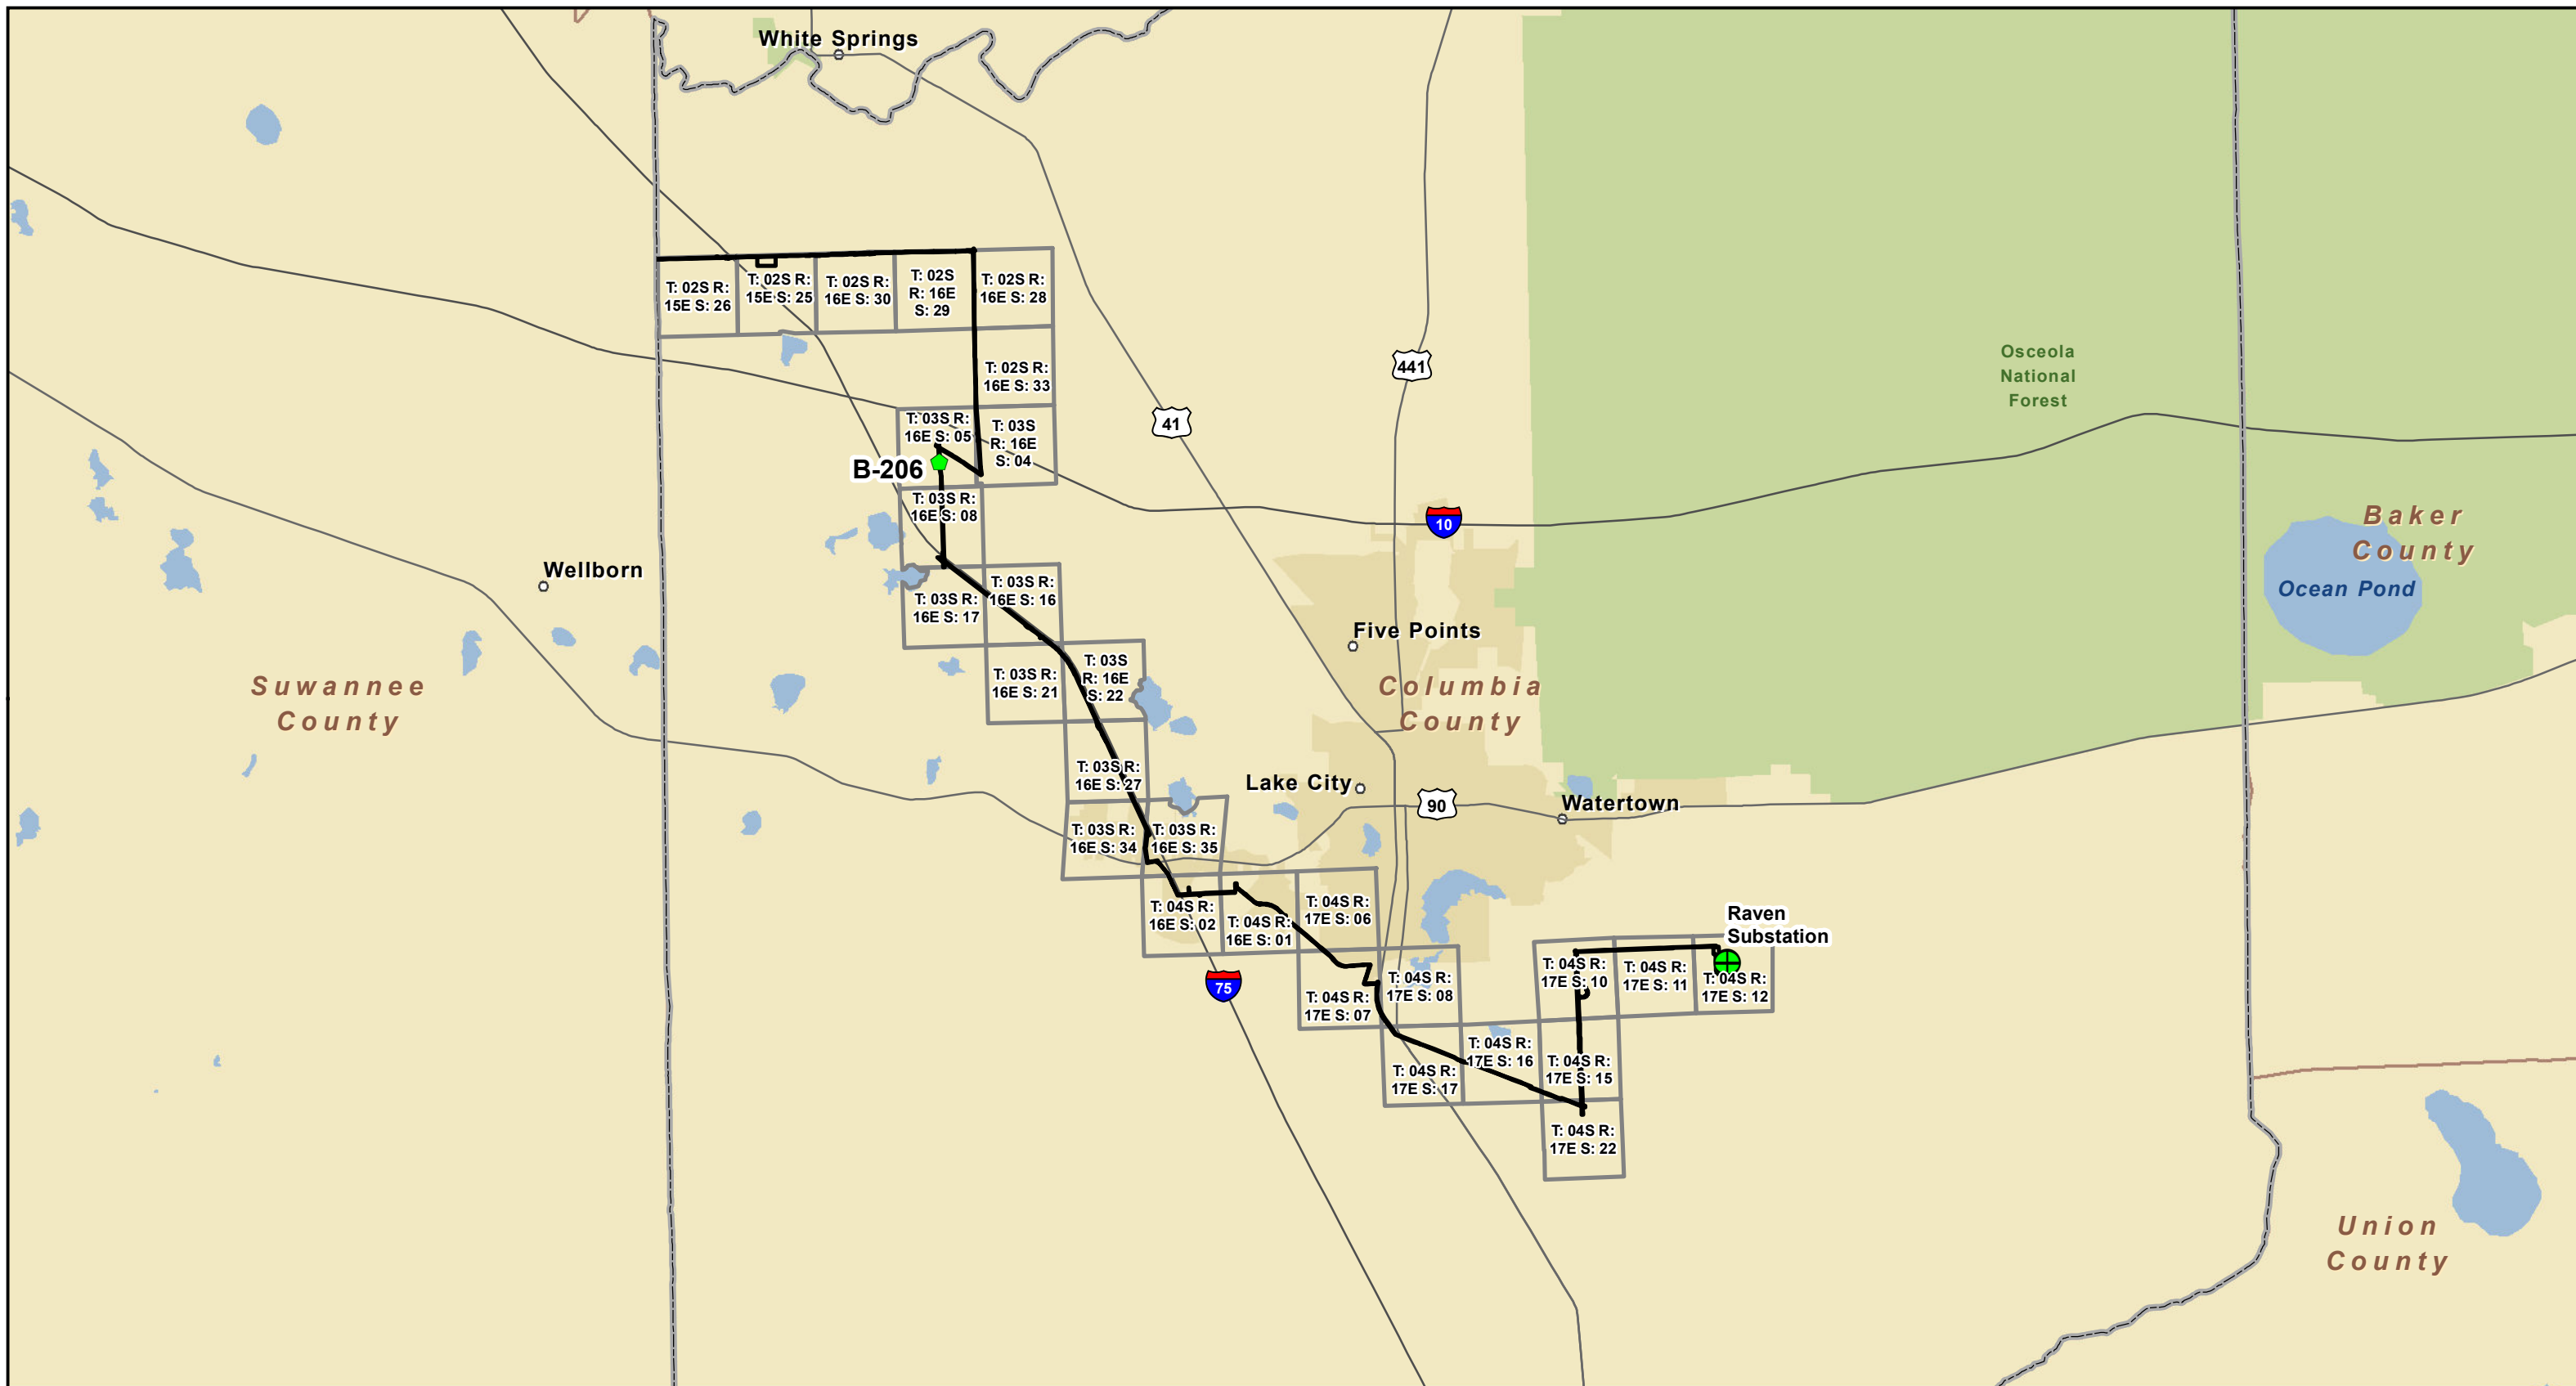 White Springs
T: 02S R:
15E S: 26
T: 02S R:
15E S: 25
T: 02S R:
16E S: 30
T: 02S
R: 16E
S: 29
T: 02S R:
16E S: 28
T: 02S R:
16E S: 33
441
Osceola
National
Forest
41
T: 03S R:
16E S: 05
T: 03S
R: 16E
S: 04
B-206
T: 03S R:
16E S: 08
10
Baker
County
Ocean Pond
Wellborn
T: 03S R:
16E S: 16
T: 03S R:
16E S: 17
Five Points
Suwannee
County
T: 03S R:
16E S: 21
T: 03S
R: 16E
S: 22
Columbia
County
T: 03S R:
16E S: 27
Lake City
90
Watertown
T: 03S R:
16E S: 34
T: 03S R:
16E S: 35
T: 04S R:
16E S: 02
T: 04S R:
16E S: 01
T: 04S R:
17E S: 06
Raven
Substation
75
T: 04S R:
17E S: 07
T: 04S R:
17E S: 08
T: 04S R:
17E S: 10
T: 04S R:
17E S: 11
T: 04S R:
17E S: 12
T: 04S R:
17E S: 17
T: 04S R:
17E S: 16
T: 04S R:
17E S: 15
T: 04S R:
17E S: 22
Union
County